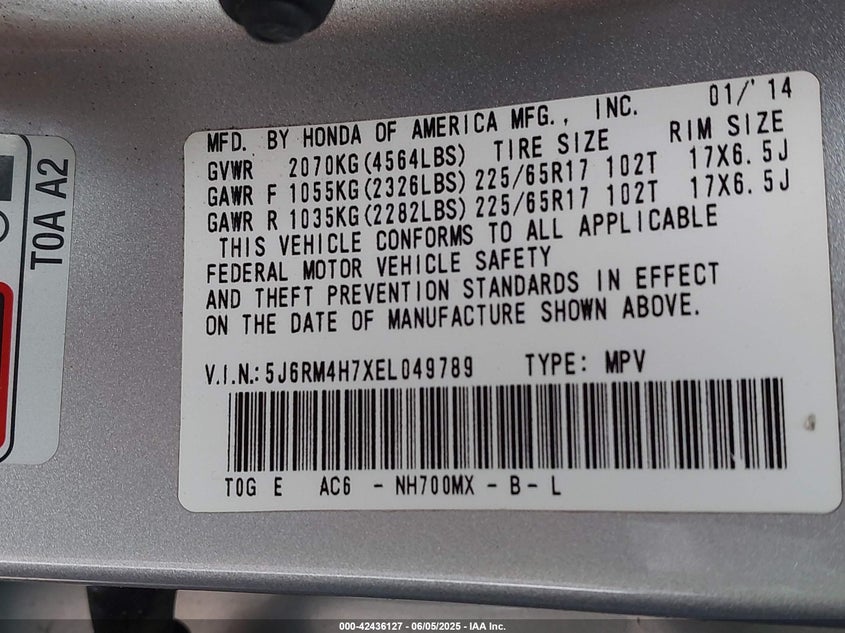 01/'14
MFD. BY HONDA OF AMERICA MFG., INC.
GVWR 2070KG(4564LBS) TIRE SIZE RIM SIZE
GAWR F 1055KG(2326LBS) 225/65R17 102T 17X6.5J
GAWR R 1035KG(2282LBS) 225/65R17 102T 17X6.5J
THIS VEHICLE CONFORMS TO ALL APPLICABLE
FEDERAL MOTOR VEHICLE SAFETY
AND THEFT PREVENTION STANDARDS IN EFFECT
ON THE DATE OF MANUFACTURE SHOWN ABOVE.
V.I.N.: 5J6RM4H7XEL049789 TYPE: MPV
T0G E AC6 - NH700MX - B - L
T0A A2
000-42436127 - 06/05/2025 - IAA Inc.